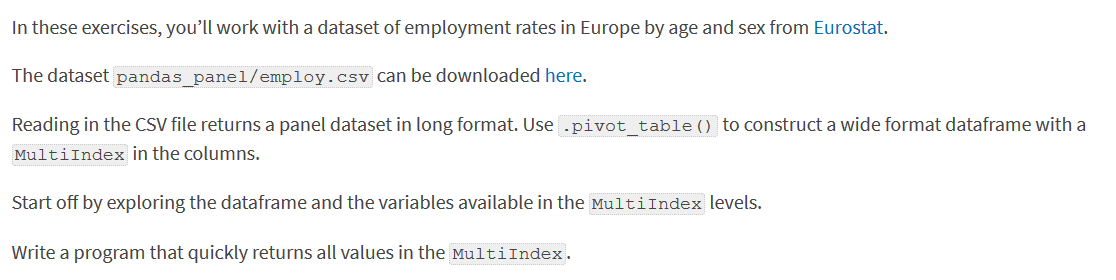 In these exercises, you’ll work with a dataset of employment rates in Europe by age and sex from Eurostat.
The dataset pandas_panel/employ.csv can be downloaded here.
Reading in the CSV file returns a panel dataset in long format. Use .pivot_table() to construct a wide format dataframe with a
MultiIndex in the columns.
Start off by exploring the dataframe and the variables available in the MultiIndex levels.
Write a program that quickly returns all values in the MultiIndex.